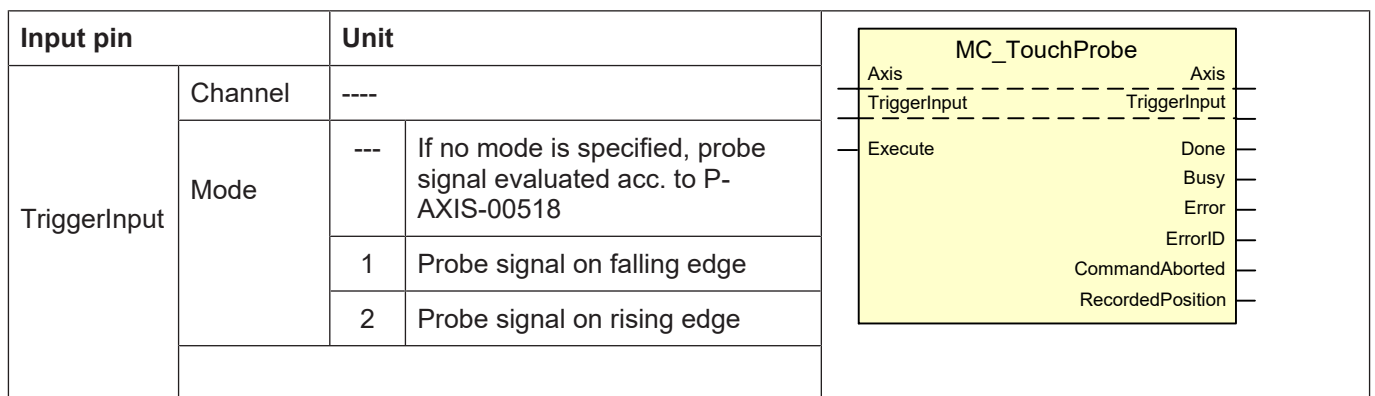 Input pin
Unit
TriggerInput
Channel
----
Mode
---
If no mode is specified, probe
signal evaluated acc. to P-
AXIS-00518
1
Probe signal on falling edge
2
Probe signal on rising edge
MC_TouchProbe
Axis
Axis
TriggerInput
TriggerInput
Execute
Done
Busy
Error
ErrorID
CommandAborted
RecordedPosition